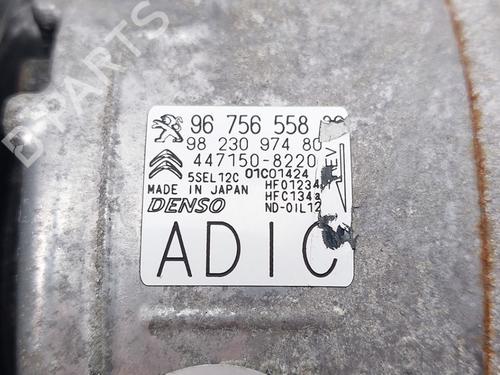 96 756 558
98 230 974 80
447150-8220
5SEL12C 01C01424
MADE IN JAPAN HF01234
HFC134a
DENSO ND-OIL12
ADIC